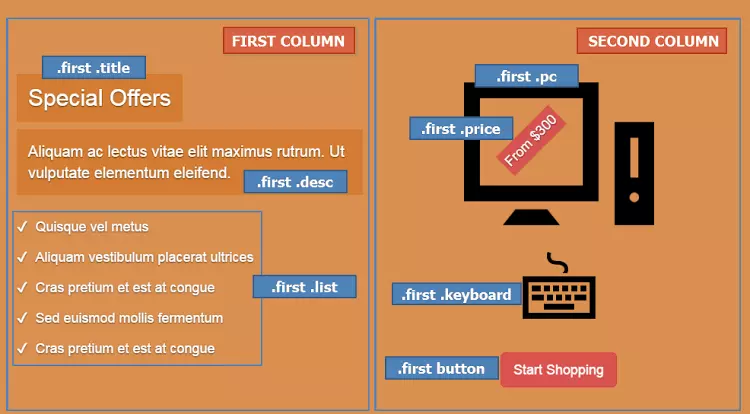 FIRST COLUMN
.first .title
Special Offers
Aliquam ac lectus vitae elit maximus rutrum. Ut
vulputate elementum eleifend.
.first .desc
✓ Quisque vel metus
✓ Aliquam vestibulum placerat ultrices
✓ Cras pretium et est at congue
.first .list
✓ Sed euismod mollis fermentum
✓ Cras pretium et est at congue
SECOND COLUMN
.first .pc
.first .price
From $300
.first .keyboard
.first button
Start Shopping